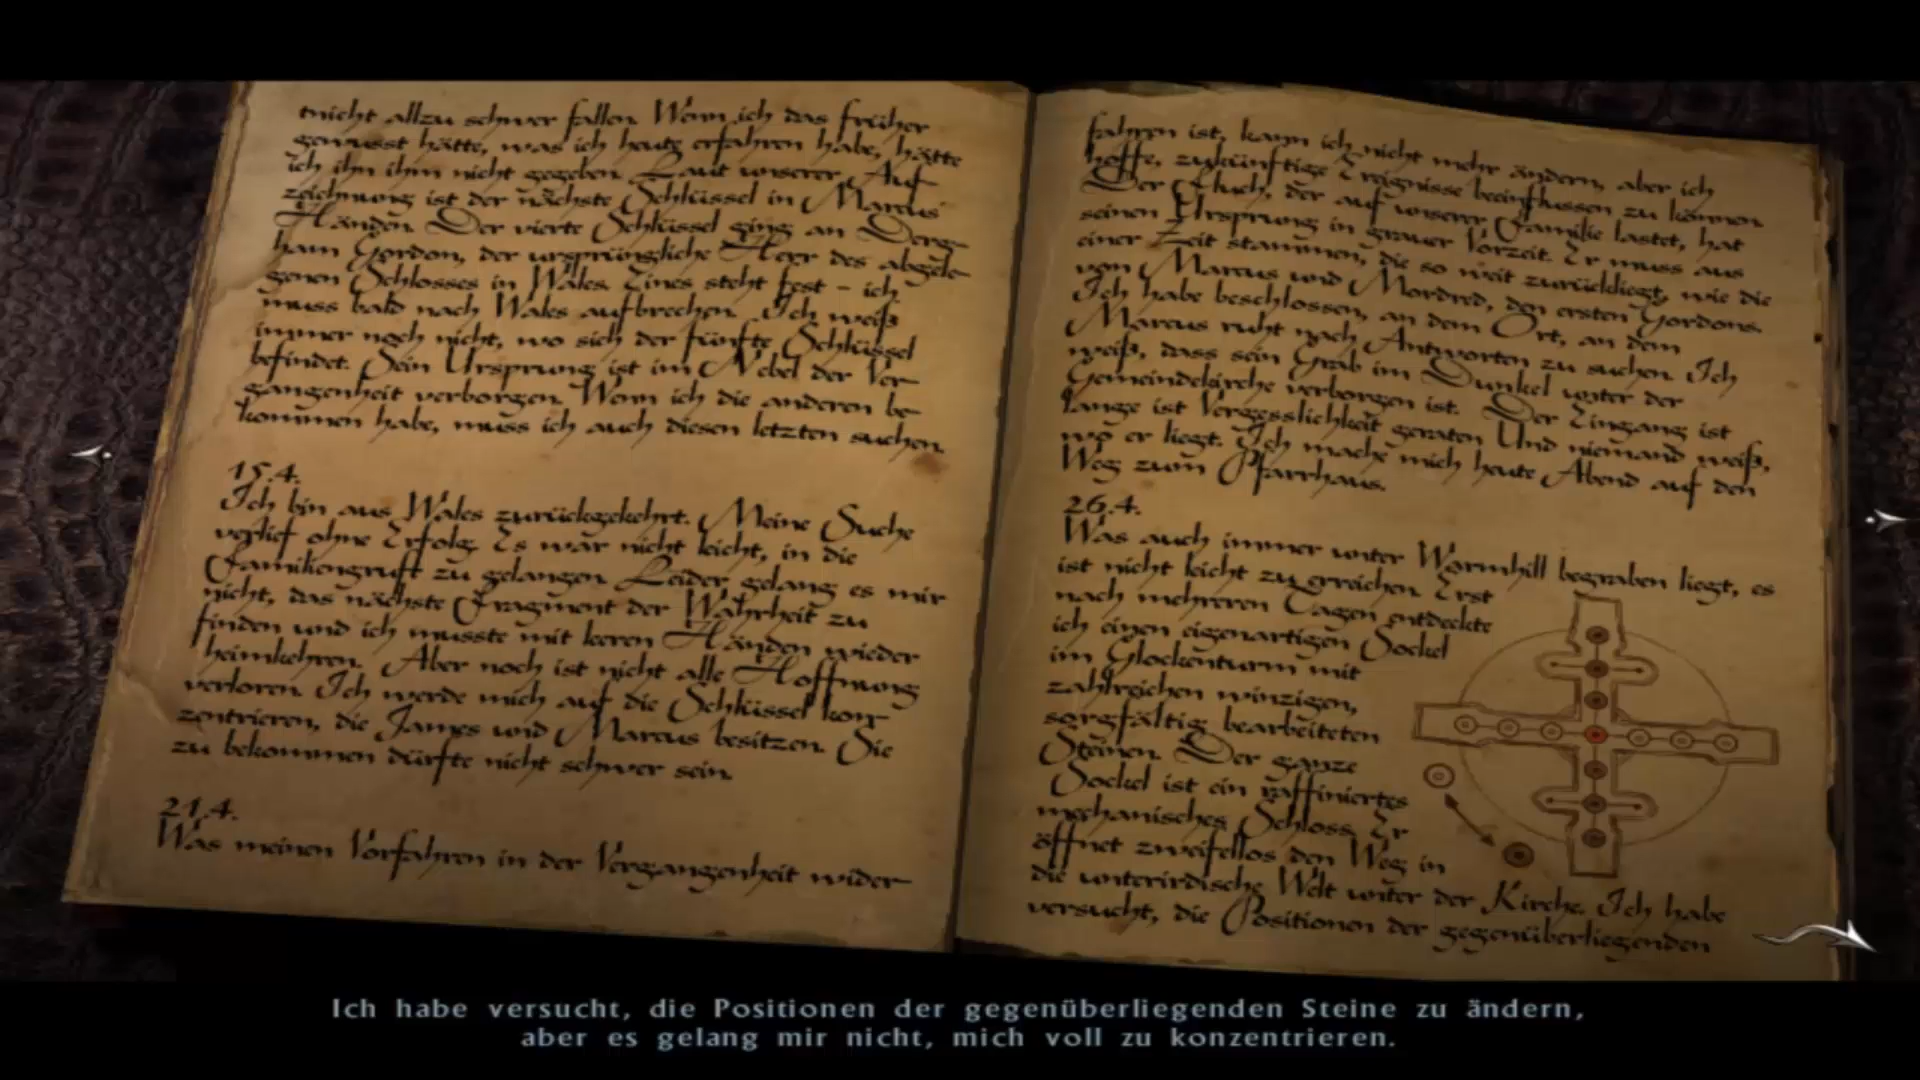 tnicht allzu schwer fallen. Wenn ich das früher
gewusst hätte, was ich heute erfahren habe, hätte
ich ihn ihm nicht gegeben. Laut unserer Auf-
zeichnung ist der nächste Schlüssel in Marcus'
Händen. Der vierte Schlüssel ging an Derg-
ham Gordon, der ursprüngliche Herr des abgele-
genen Schlosses in Wales. Eines steht fest - ich
muss bald nach Wales aufbrechen. Ich weiß
immer noch nicht, wo sich der fünfte Schlüssel
befindet. Sein Ursprung ist im Nebel der Ver-
gangenheit verborgen. Wenn ich die anderen be-
kommen habe, muss ich auch diesen letzten suchen.
15.4.
Ich bin aus Wales zurückgekehrt. Meine Suche
verlief ohne Erfolg. Es war nicht leicht, in die
Familiengruft zu gelangen. Leider gelang es mir
nicht, das nächste Fragment der Wahrheit zu
finden und ich musste mit leeren Händen wieder
heimkehren. Aber noch ist nicht alle Hoffnung
verloren. Ich werde mich auf die Schlüssel kon-
zentrieren, die James und Marcus besitzen. Sie
zu bekommen dürfte nicht schwer sein.
21.4.
Was meinen Vorfahren in der Vergangenheit wider-
fahren ist, kann ich nicht mehr ändern, aber ich
hoffe, zukünftige Ereignisse beeinflussen zu können.
Der Fluch, der auf unserer Familie lastet, hat
seinen Ursprung in grauer Vorzeit. Er muss aus
einer Zeit stammen, die so weit zurückliegt, wie die
von Marcus und Mordred, den ersten Gordons.
Ich habe beschlossen, an dem Ort, an dem
Marcus ruht nach Antworten zu suchen. Ich
weiß, dass sein Grab im Dunkel unter der
Gemeindekirche verborgen ist. Der Eingang ist
lange ist Vergesslichkeit geraten. Und niemand weiß,
wo er liegt. Ich mache mich heute Abend auf den
Weg zum Pfarrhaus.
26.4.
Was auch immer unter Warmhill begraben liegt, es
ist nicht leicht zu erreichen. Erst
nach mehreren Tagen entdeckte
ich einen eigenartigen Sockel
im Glockenturm mit
zahlreichen winzigen,
sorgfältig bearbeiteten
Steinen. Der ganze
Sockel ist ein raffiniertes
mechanisches Schloss. Er
öffnet zweifellos den Weg in
die unterirdische Welt unter der Kirche. Ich habe
versucht, die Positionen der gegenüberliegenden
Ich habe versucht, die Positionen der gegenüberliegenden Steine zu ändern,
aber es gelang mir nicht, mich voll zu konzentrieren.